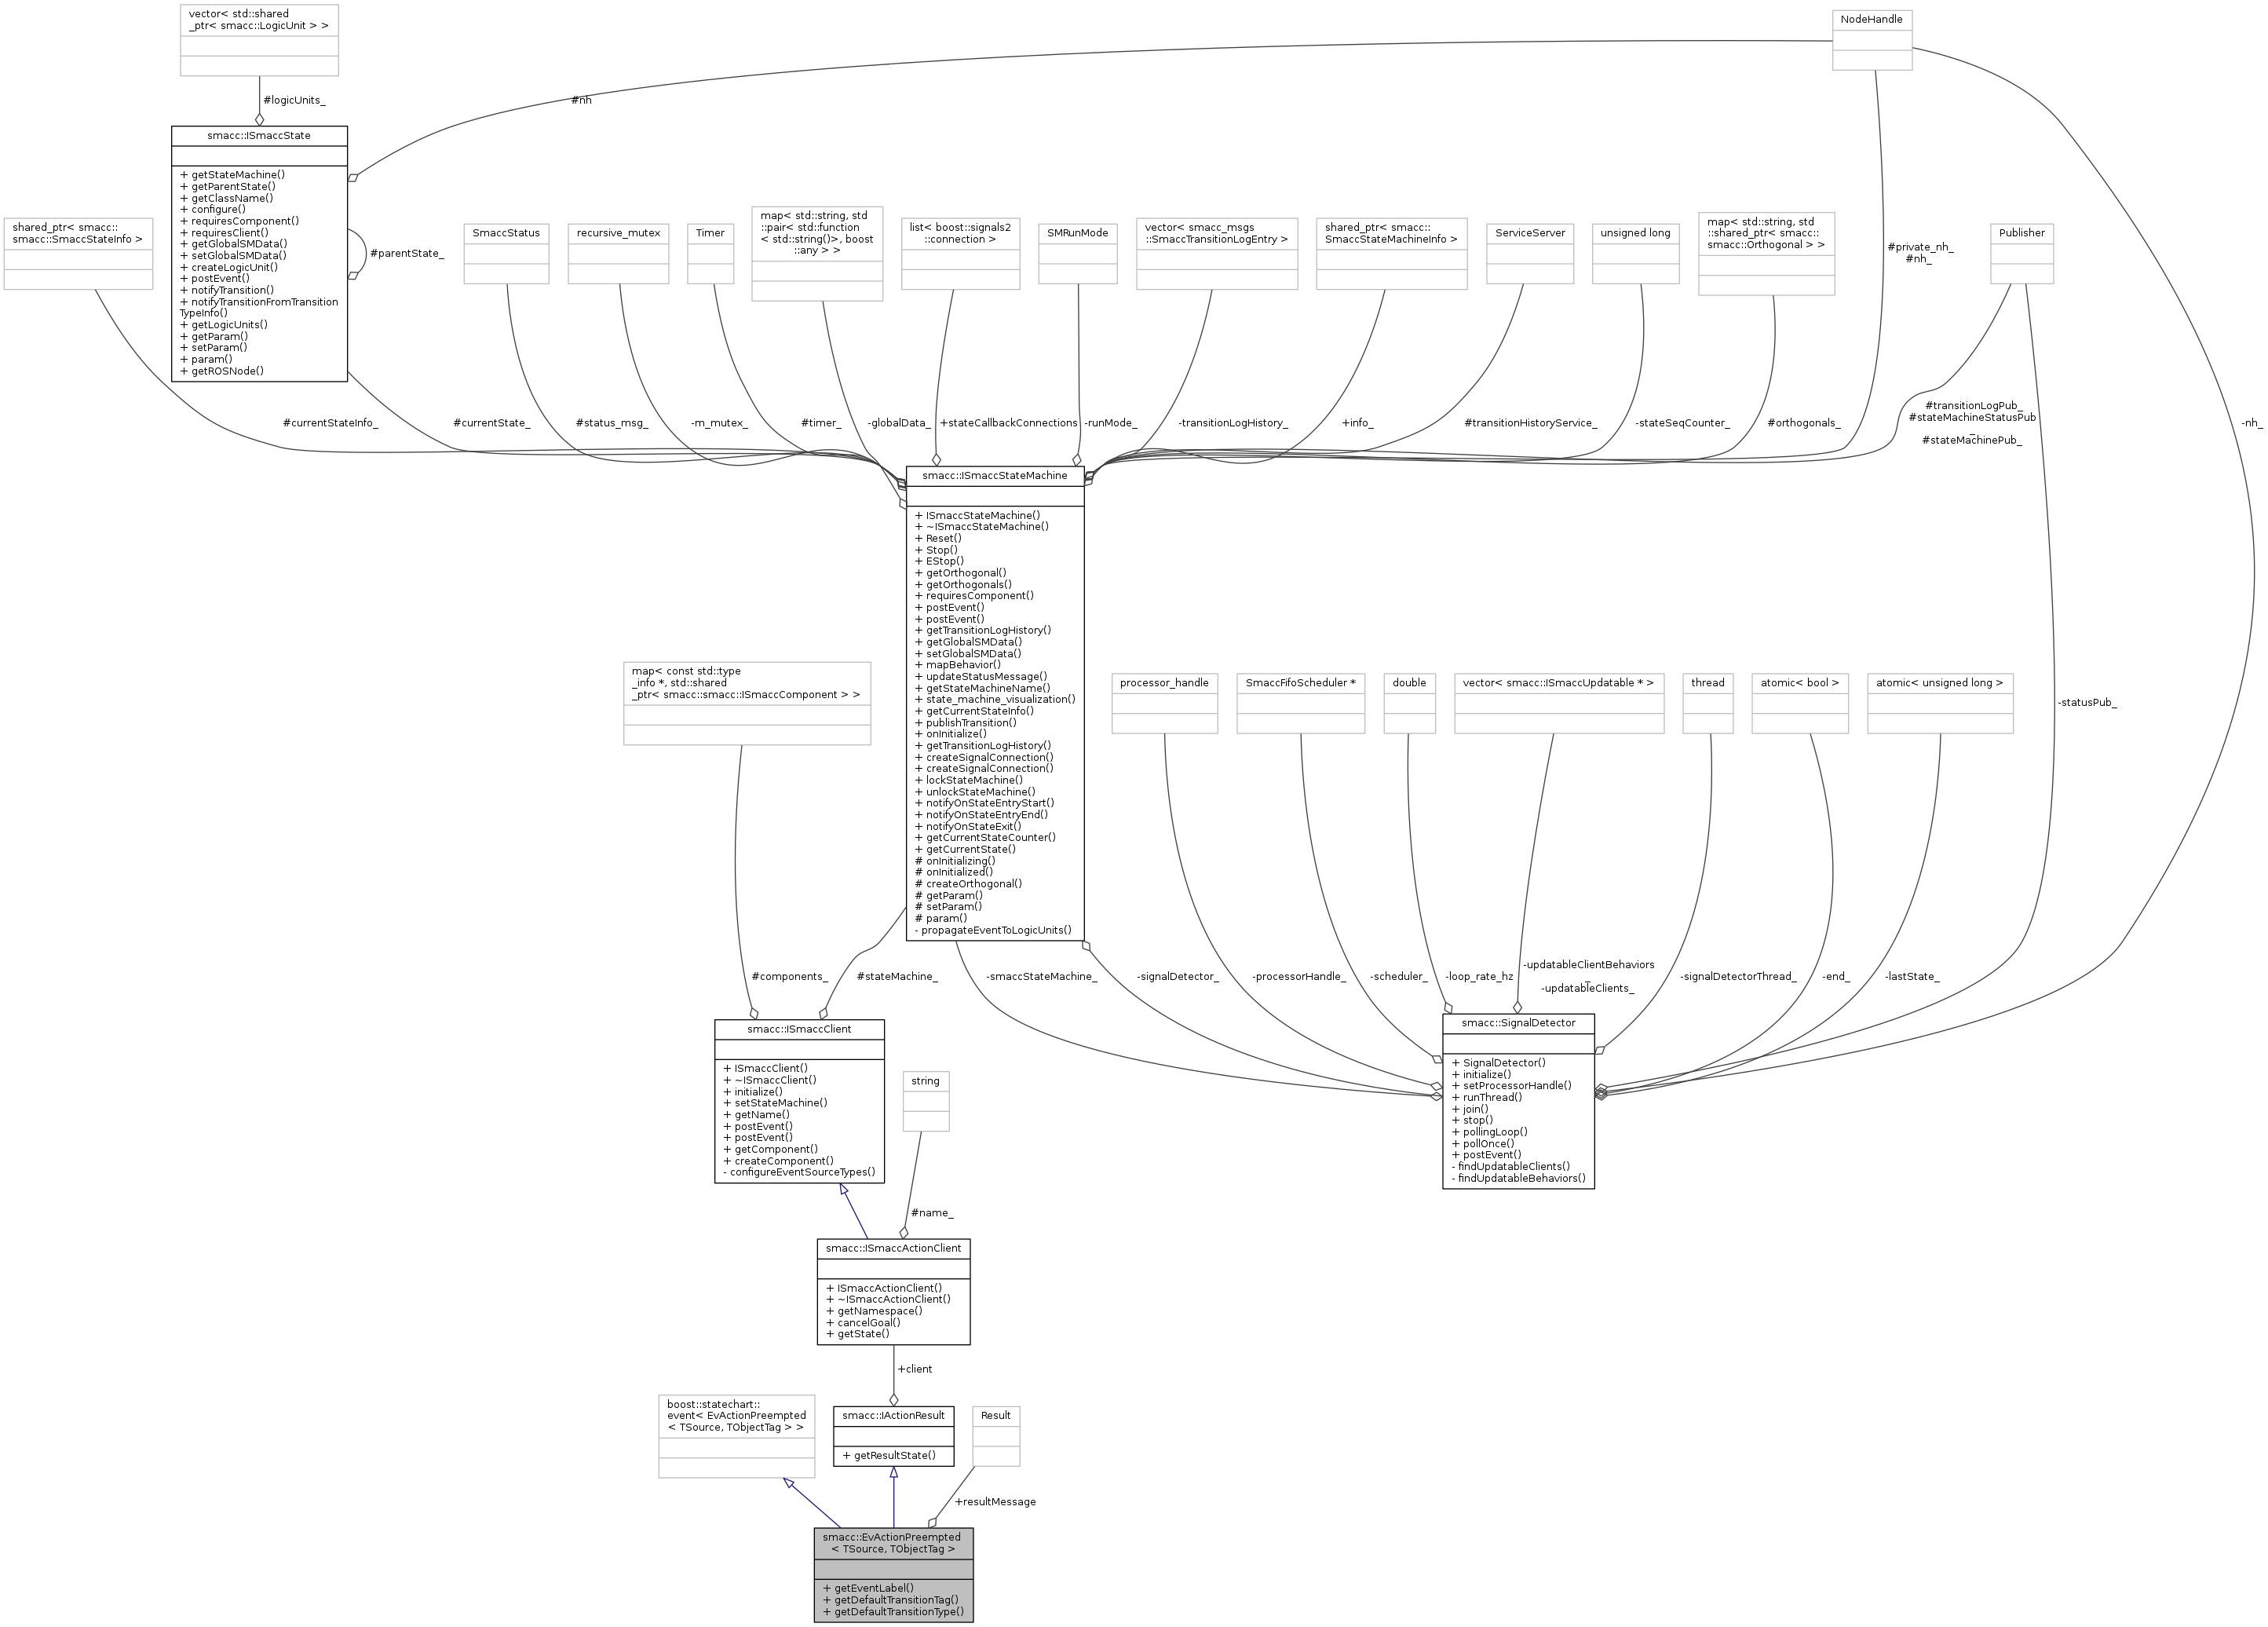 vector< std::shared
_ptr< smacc::LogicUnit > >
NodeHandle
#logicUnits_
#nh
smacc::ISmaccState
+ getStateMachine()
+ getParentState()
+ getClassName()
+ configure()
+ requiresComponent()
+ requiresClient()
+ getGlobalSMData()
+ setGlobalSMData()
+ createLogicUnit()
+ postEvent()
+ notifyTransition()
+ notifyTransitionFromTransition
TypeInfo()
+ getLogicUnits()
+ getParam()
+ setParam()
+ param()
+ getROSNode()
#parentState_
shared_ptr< smacc::
smacc::SmaccStateInfo >
SmaccStatus
recursive_mutex
Timer
map< std::string, std
::pair< std::function
< std::string()>, boost
::any > >
list< boost::signals2
::connection >
SMRunMode
vector< smacc_msgs
::SmaccTransitionLogEntry >
shared_ptr< smacc::
SmaccStateMachineInfo >
ServiceServer
unsigned long
map< std::string, std
::shared_ptr< smacc::
smacc::Orthogonal > >
#private_nh_
#nh_
Publisher
#currentStateInfo_
#currentState_
#status_msg_
-m_mutex_
#timer_
-globalData_
+stateCallbackConnections
-runMode_
-transitionLogHistory_
+info_
#transitionHistoryService_
-stateSeqCounter_
#orthogonals_
#transitionLogPub_
#stateMachineStatusPub
_
#stateMachinePub_
-nh_
smacc::ISmaccStateMachine
+ ISmaccStateMachine()
+ ~ISmaccStateMachine()
+ Reset()
+ Stop()
+ EStop()
+ getOrthogonal()
+ getOrthogonals()
+ requiresComponent()
+ postEvent()
+ postEvent()
+ getTransitionLogHistory()
+ getGlobalSMData()
+ setGlobalSMData()
+ mapBehavior()
+ updateStatusMessage()
+ getStateMachineName()
+ state_machine_visualization()
+ getCurrentStateInfo()
+ publishTransition()
+ onInitialize()
+ getTransitionLogHistory()
+ createSignalConnection()
+ createSignalConnection()
+ lockStateMachine()
+ unlockStateMachine()
+ notifyOnStateEntryStart()
+ notifyOnStateEntryEnd()
+ notifyOnStateExit()
+ getCurrentStateCounter()
+ getCurrentState()
# onInitializing()
# onInitialized()
# createOrthogonal()
# getParam()
# setParam()
# param()
- propagateEventToLogicUnits()
map< const std::type
_info *, std::shared
_ptr< smacc::smacc::ISmaccComponent > >
processor_handle
SmaccFifoScheduler *
double
vector< smacc::ISmaccUpdatable * >
thread
atomic< bool >
atomic< unsigned long >
-statusPub_
#components_
#stateMachine_
-smaccStateMachine_
-signalDetector_
-processorHandle_
-scheduler_
-loop_rate_hz
-updatableClientBehaviors
_
-updatableClients_
-signalDetectorThread_
-end_
-lastState_
smacc::ISmaccClient
+ ISmaccClient()
+ ~ISmaccClient()
+ initialize()
+ setStateMachine()
+ getName()
+ postEvent()
+ postEvent()
+ getComponent()
+ createComponent()
- configureEventSourceTypes()
smacc::SignalDetector
+ SignalDetector()
+ initialize()
+ setProcessorHandle()
+ runThread()
+ join()
+ stop()
+ pollingLoop()
+ pollOnce()
+ postEvent()
- findUpdatableClients()
- findUpdatableBehaviors()
string
#name_
smacc::ISmaccActionClient
+ ISmaccActionClient()
+ ~ISmaccActionClient()
+ getNamespace()
+ cancelGoal()
+ getState()
+client
boost::statechart::
event< EvActionPreempted
< TSource, TObjectTag > >
smacc::IActionResult
+ getResultState()
Result
+resultMessage
smacc::EvActionPreempted
< TSource, TObjectTag >
+ getEventLabel()
+ getDefaultTransitionTag()
+ getDefaultTransitionType()